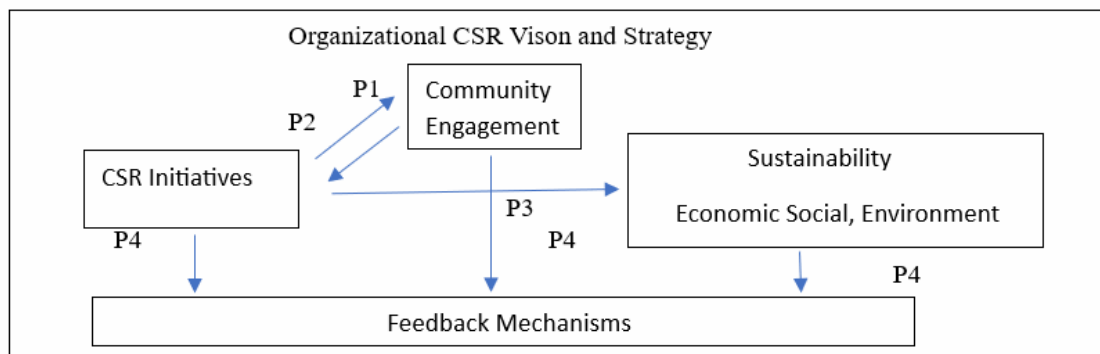 Organizational CSR Vison and Strategy
P1
Community
Engagement
P2
CSR Initiatives
Sustainability
Economic Social, Environment
P3
P4
P4
P4
Feedback Mechanisms